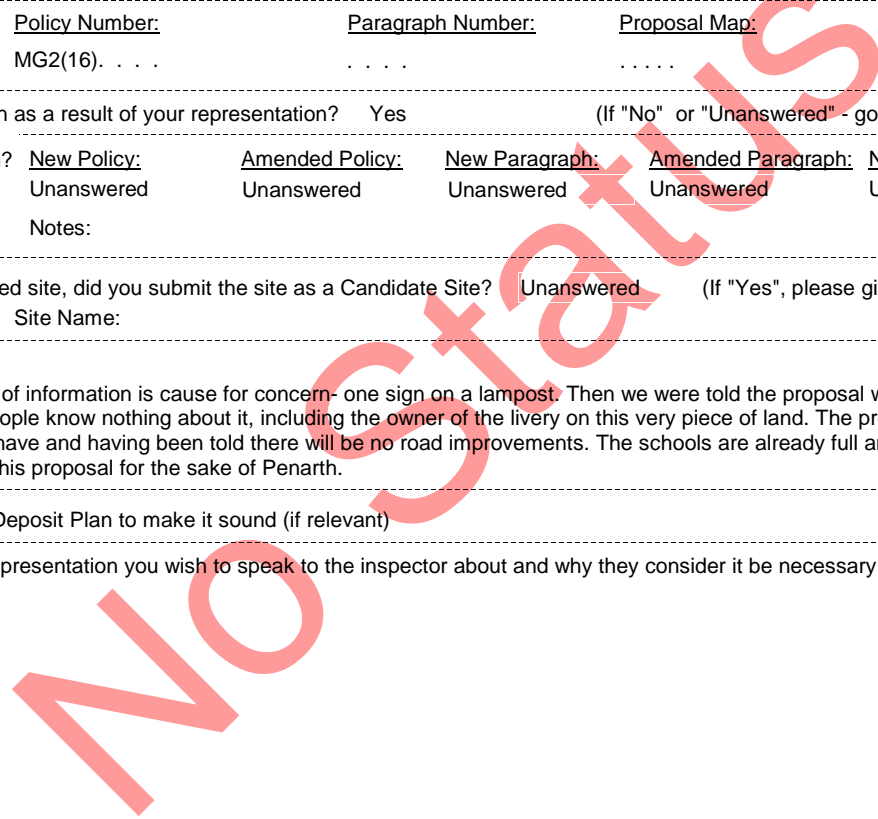 Policy Number: Paragraph Number: Proposal Map:
MG2(16). . . . . . . . . . . . .
n as a result of your representation? Yes (If "No" or "Unanswered" - go
? New Policy: Amended Policy: New Paragraph: Amended Paragraph: N
Unanswered Unanswered Unanswered Unanswered U
Notes:
ed site, did you submit the site as a Candidate Site? Unanswered (If "Yes", please gi
Site Name:
of information is cause for concern- one sign on a lampost. Then we were told the proposal w
ople know nothing about it, including the owner of the livery on this very piece of land. The pr
have and having been told there will be no road improvements. The schools are already full a
his proposal for the sake of Penarth.
Deposit Plan to make it sound (if relevant)
presentation you wish to speak to the inspector about and why they consider it be necessary
No Status